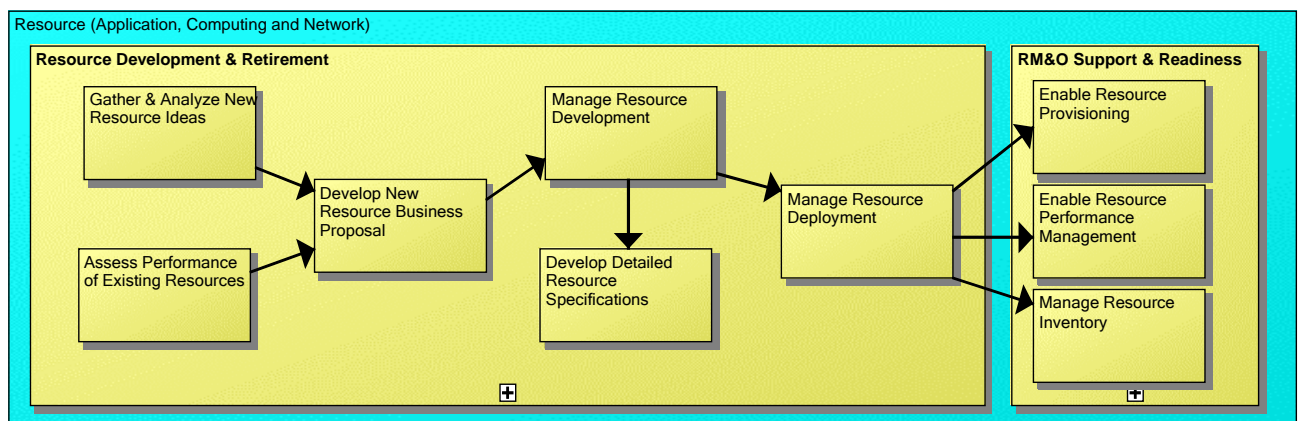 Resource (Application, Computing and Network)
Resource Development & Retirement
Gather & Analyze New
Resource Ideas
Assess Performance
of Existing Resources
Develop New
Resource Business
Proposal
Manage Resource
Development
Develop Detailed
Resource
Specifications
Manage Resource
Deployment
RM&O Support & Readiness
Enable Resource
Provisioning
Enable Resource
Performance
Management
Manage Resource
Inventory